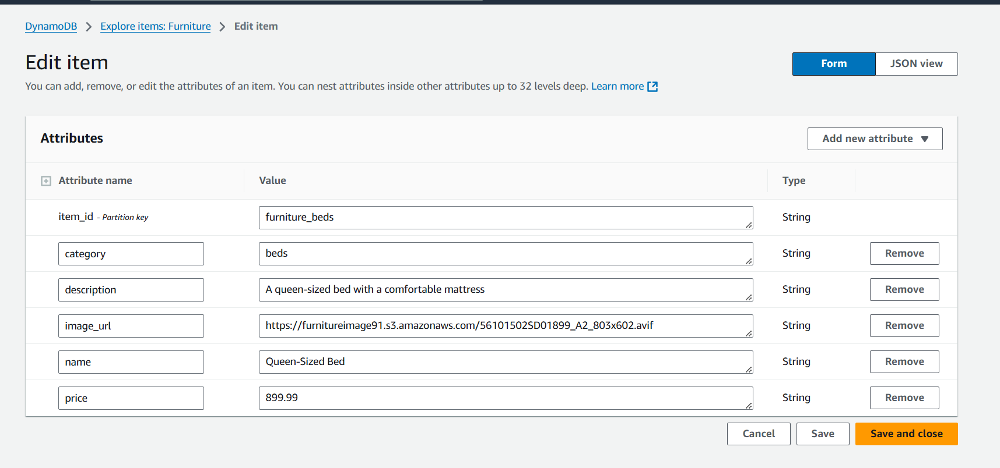 DynamoDB > Explore items: Furniture > Edit item
Edit item
Form JSON view
You can add, remove, or edit the attributes of an item. You can nest attributes inside other attributes up to 32 levels deep. Learn more
Attributes
Add new attribute
Attribute name Value Type
item_id - Partition key furniture_beds String
category beds String Remove
description A queen-sized bed with a comfortable mattress String Remove
image_url https://furnitureimage91.s3.amazonaws.com/56101502SD01899_A2_803x602.avif String Remove
name Queen-Sized Bed String Remove
price 899.99 String Remove
Cancel Save Save and close